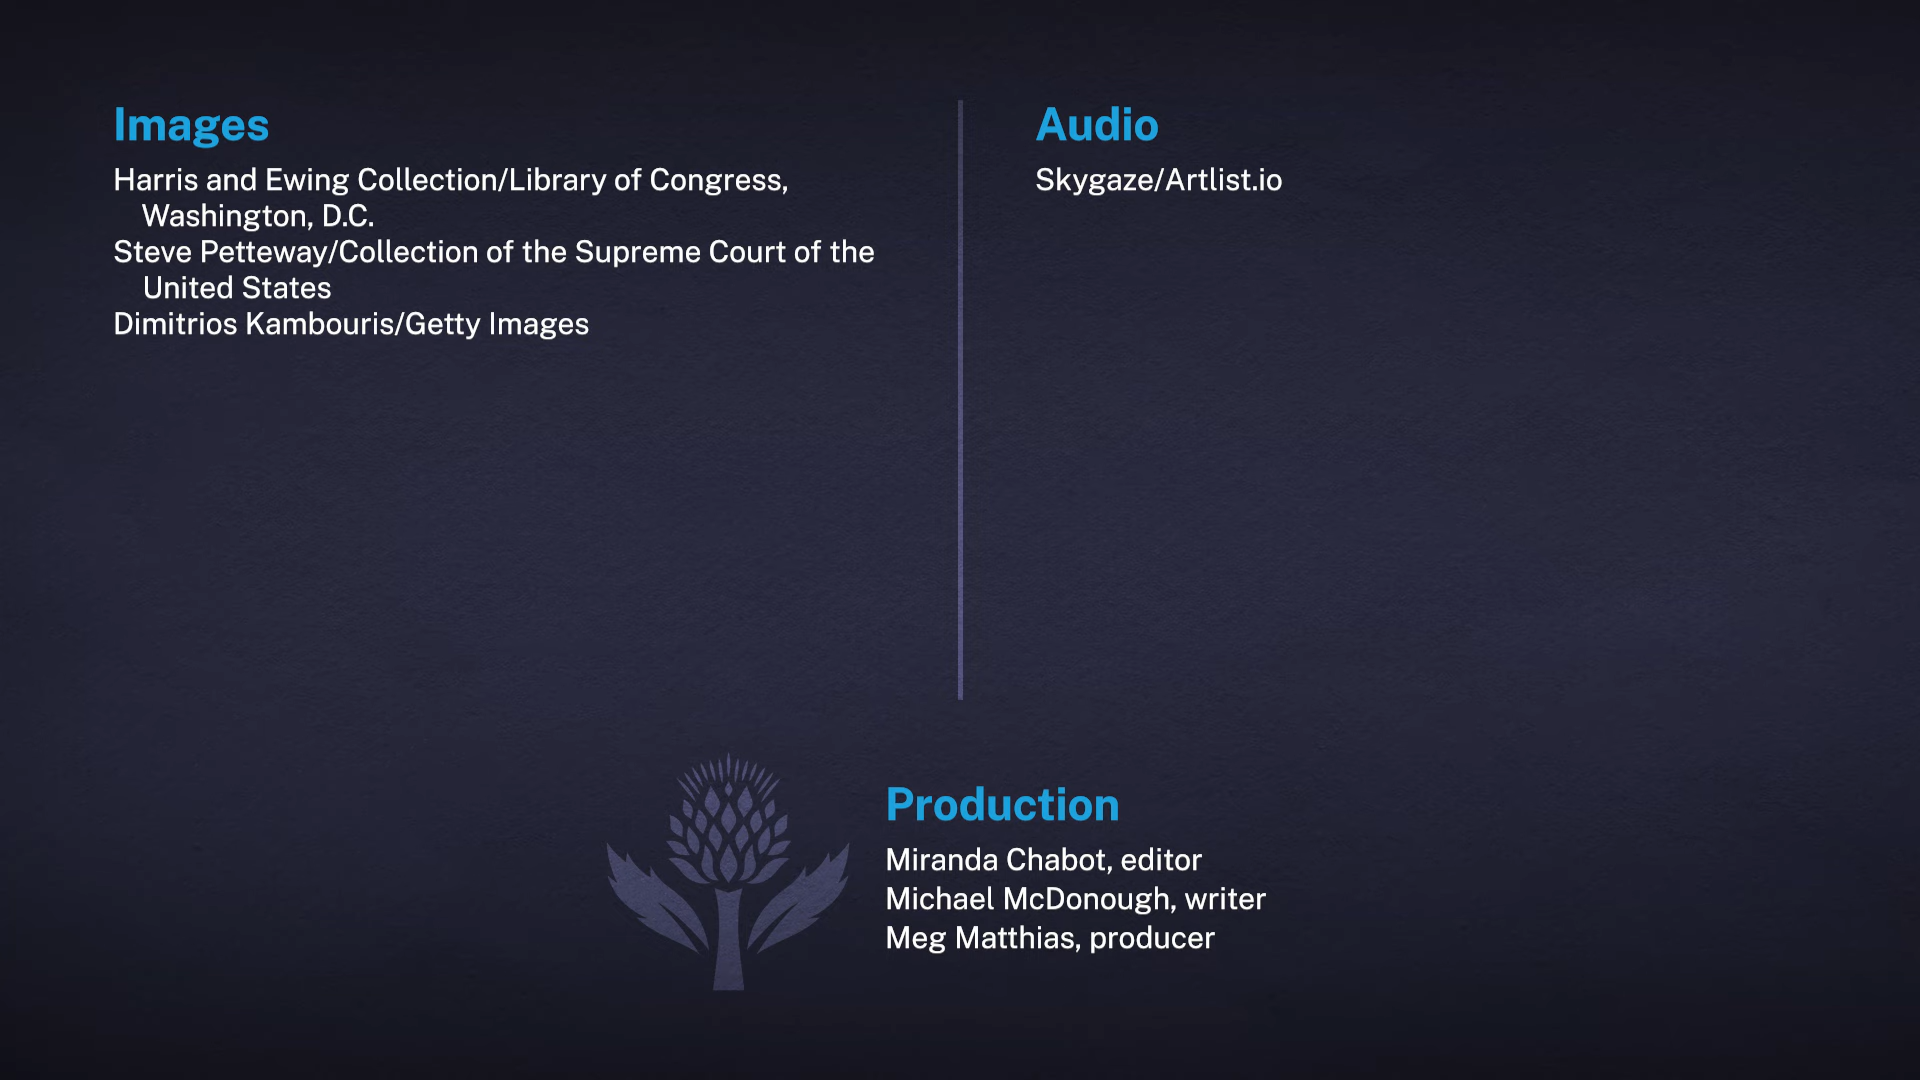 Images
Harris and Ewing Collection/Library of Congress,
Washington, D.C.
Steve Petteway/Collection of the Supreme Court of the
United States
Dimitrios Kambouris/Getty Images
Audio
Skygaze/Artlist.io
Production
Miranda Chabot, editor
Michael McDonough, writer
Meg Matthias, producer